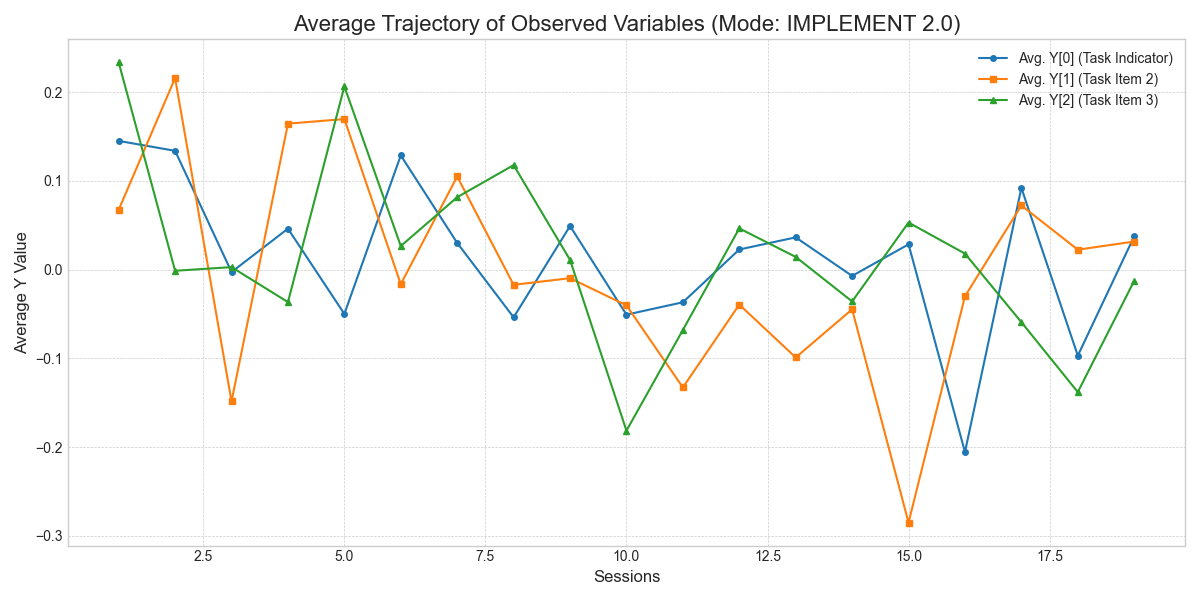 Average Trajectory of Observed Variables (Mode: IMPLEMENT 2.0)
Avg. Y[0] (Task Indicator)
Avg. Y[1] (Task Item 2)
Avg. Y[2] (Task Item 3)
Average Y Value
0.2
0.1
0.0
−0.1
−0.2
−0.3
2.5 5.0 7.5 10.0 12.5 15.0 17.5
Sessions